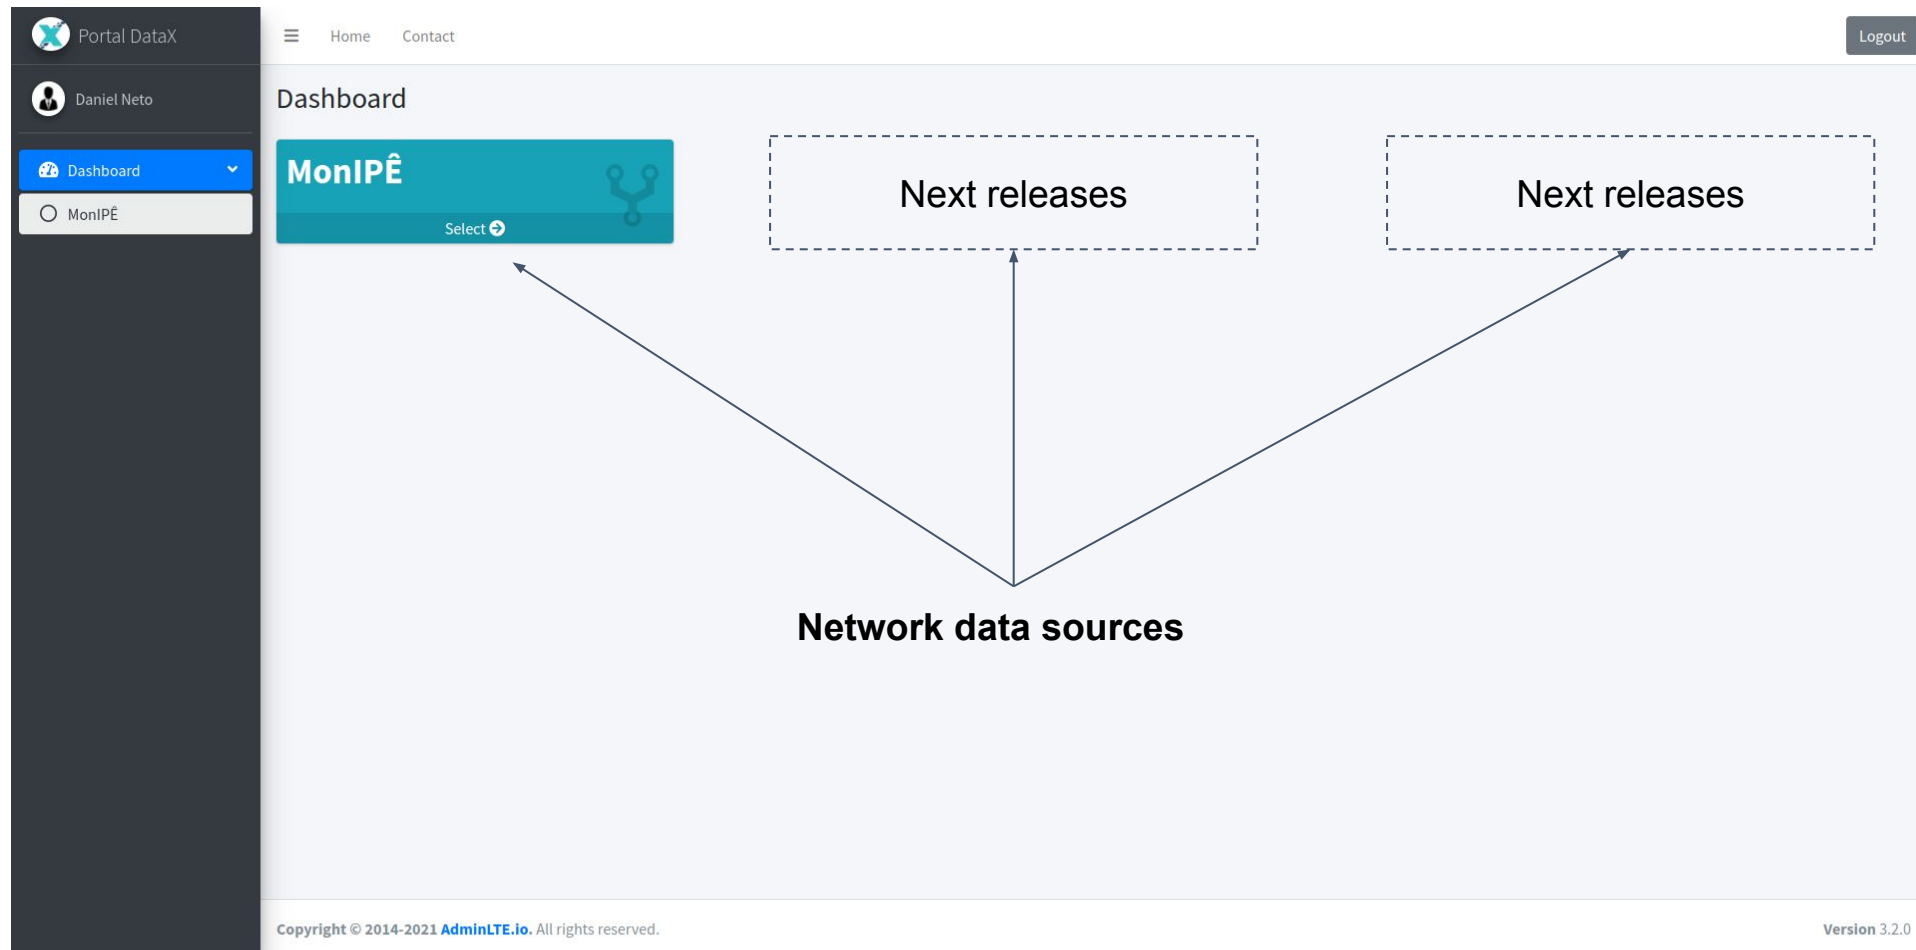 Portal DataX
Home Contact
Logout
Daniel Neto
Dashboard
Dashboard
MonIPÊ
MonIPÊ
Select
Next releases
Next releases
Network data sources
Copyright © 2014-2021 AdminLTE.io. All rights reserved.
Version 3.2.0